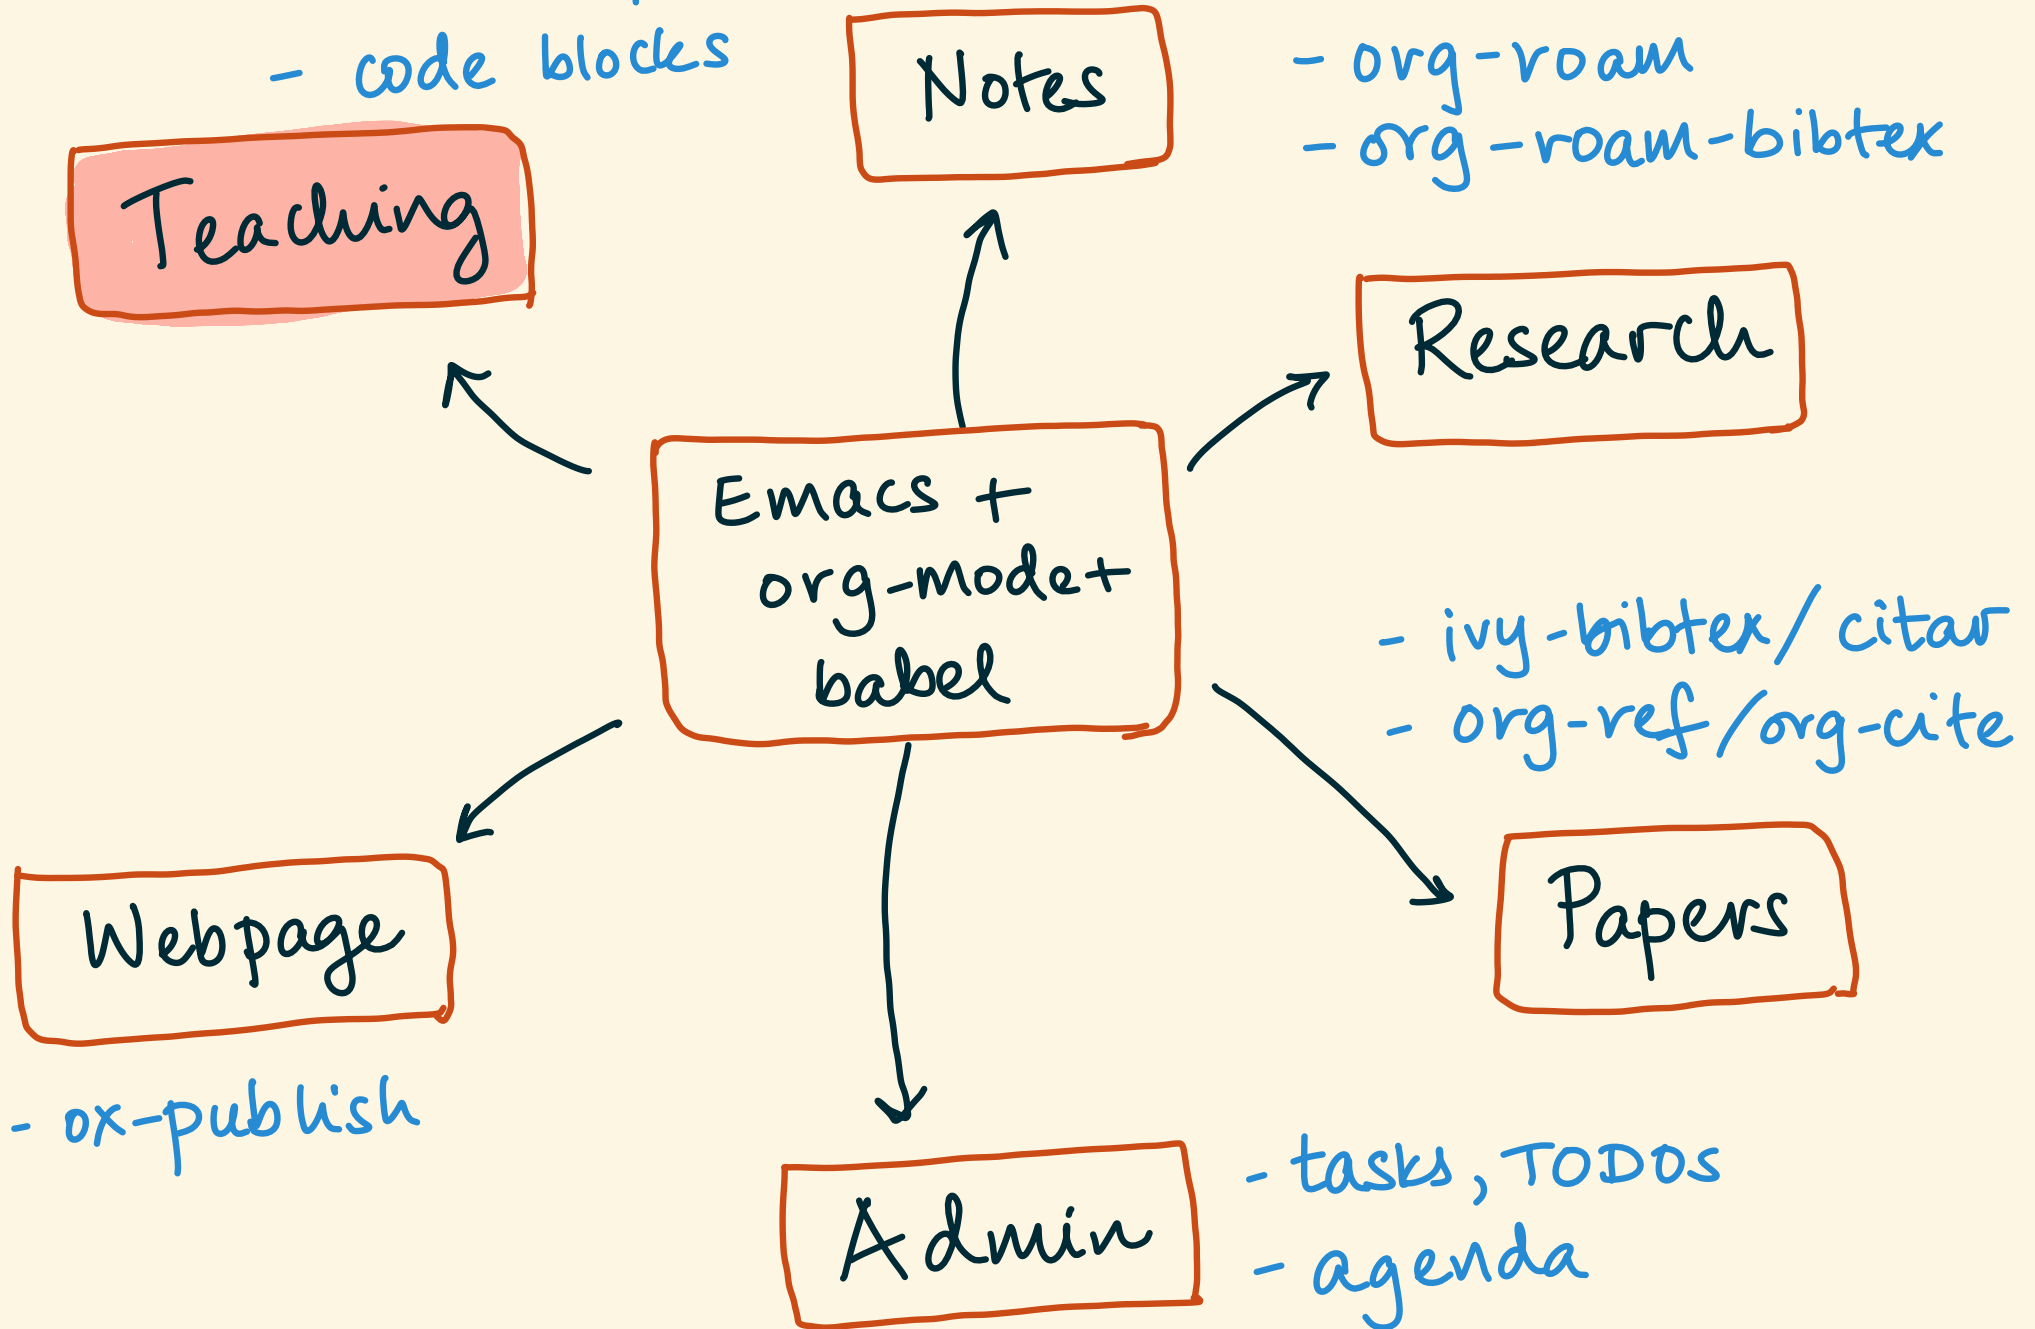 - code blocks
Teaching
Notes
- org-roam
- org-roam-bibtex
Research
Emacs +
org-mode+
babel
- ivy-bibtex/citar
- org-ref/org-cite
Papers
Webpage
- ox-publish
Admin
- tasks, TODOs
- agenda